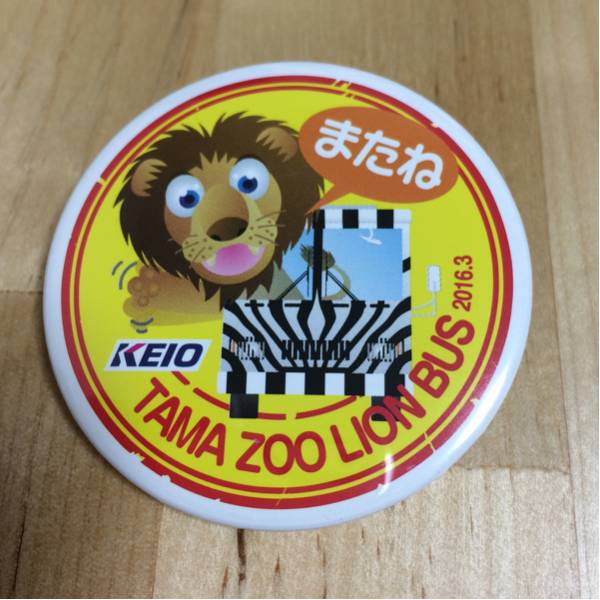 またね
KEIO
TAMA ZOO LION BUS 2016.3